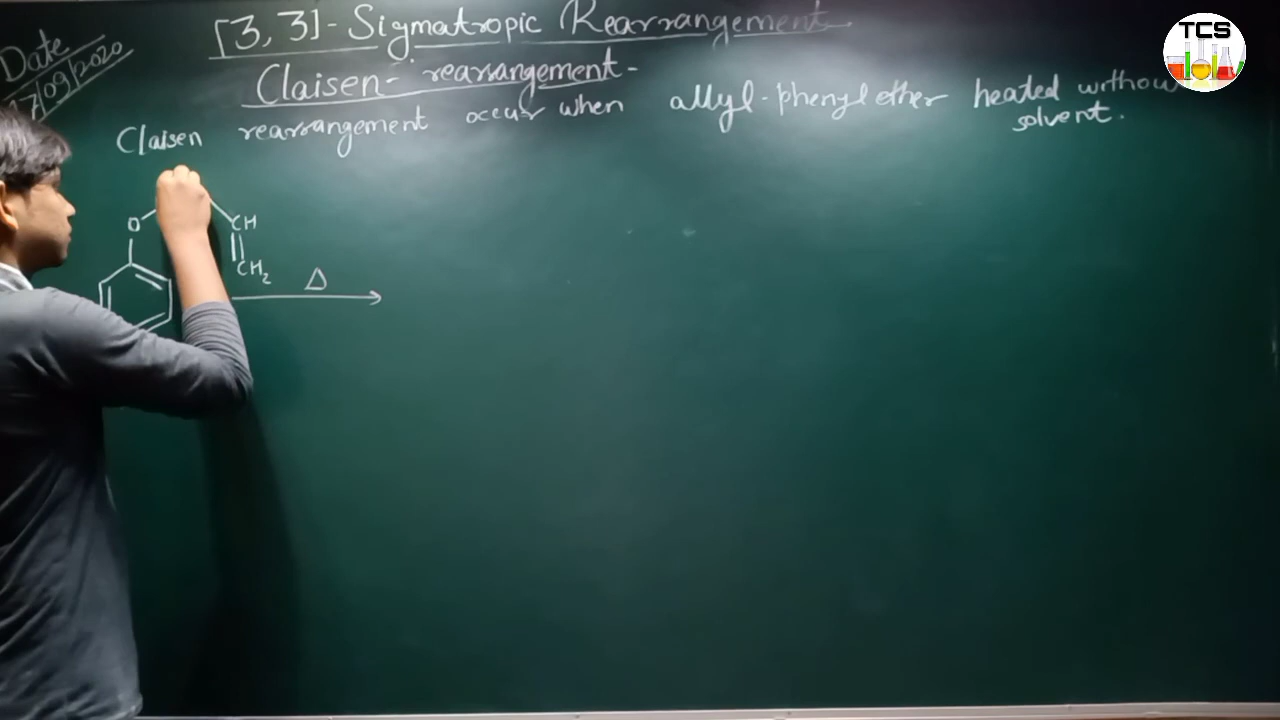 [3,3]-Sigmatropic Rearrangement
Date
17/09/2020
Claisen- rearrangement-
Claisen rearrangement occur when allyl-phenyl ether heated without
solvent.
O
CH
CH2
Δ
TCS